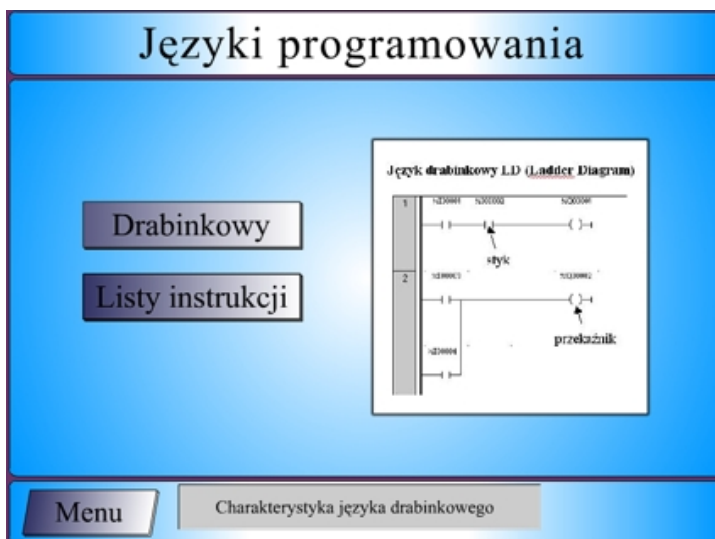 Języki programowania
Drabinkowy
Listy instrukcji
Język drabinkowy LD (Ladder Diagram)
1
styk
2
przekaźnik
Menu
Charakterystyka języka drabinkowego